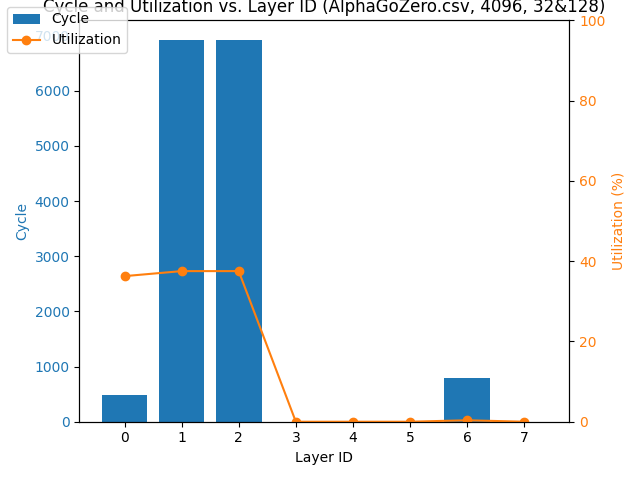 Cycle and Utilization vs. Layer ID (AlphaGoZero.csv, 4096, 32&128)
Cycle
Utilization
7000
6000
5000
4000
3000
2000
1000
0
Cycle
100
80
60
40
20
0
Utilization (%)
0 1 2 3 4 5 6 7
Layer ID